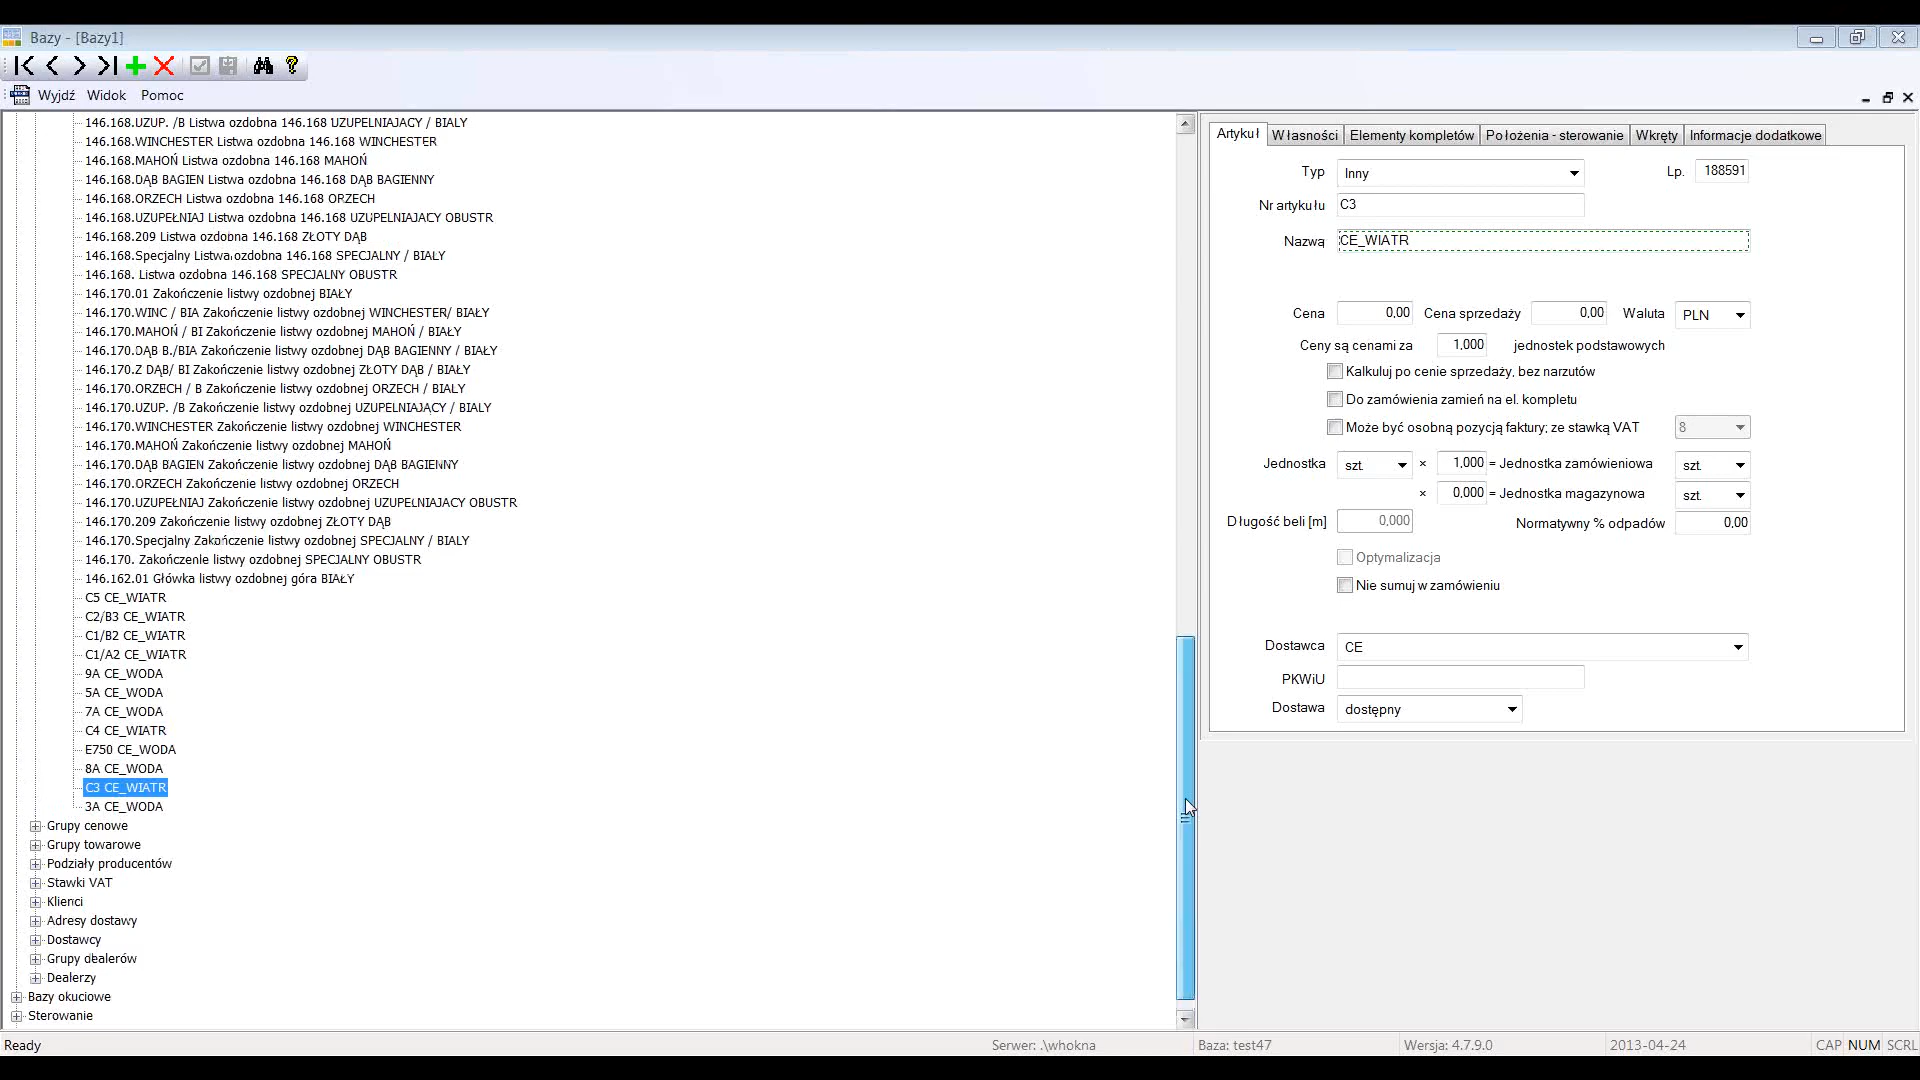 Bazy - [Bazy1]
Wyjdź Widok Pomoc
146.168.UZUP. /B Listwa ozdobna 146.168 UZUPELNIAJACY / BIALY
146.168.WINCHESTER Listwa ozdobna 146.168 WINCHESTER
146.168.MAHOŃ Listwa ozdobna 146.168 MAHOŃ
146.168.DĄB BAGIEN Listwa ozdobna 146.168 DĄB BAGIENNY
146.168.ORZECH Listwa ozdobna 146.168 ORZECH
146.168.UZUPEŁNIAJ Listwa ozdobna 146.168 UZUPELNIAJACY OBUSTR
146.168.209 Listwa ozdobna 146.168 ZŁOTY DĄB
146.168.Specjalny Listwa ozdobna 146.168 SPECJALNY / BIALY
146.168. Listwa ozdobna 146.168 SPECJALNY OBUSTR
146.170.01 Zakończenie listwy ozdobnej BIAŁY
146.170.WINC / BIA Zakończenie listwy ozdobnej WINCHESTER/ BIAŁY
146.170.MAHOŃ / BI Zakończenie listwy ozdobnej MAHOŃ / BIAŁY
146.170.DĄB B./BIA Zakończenie listwy ozdobnej DĄB BAGIENNY / BIAŁY
146.170.Z DĄB/ BI Zakończenie listwy ozdobnej ZŁOTY DĄB / BIAŁY
146.170.ORZECH / B Zakończenie listwy ozdobnej ORZECH / BIALY
146.170.UZUP. /B Zakończenie listwy ozdobnej UZUPELNIAJĄCY / BIALY
146.170.WINCHESTER Zakończenie listwy ozdobnej WINCHESTER
146.170.MAHOŃ Zakończenie listwy ozdobnej MAHOŃ
146.170.DĄB BAGIEN Zakończenie listwy ozdobnej DĄB BAGIENNY
146.170.ORZECH Zakończenie listwy ozdobnej ORZECH
146.170.UZUPEŁNIAJ Zakończenie listwy ozdobnej UZUPEŁNIAJACY OBUSTR
146.170.209 Zakończenie listwy ozdobnej ZŁOTY DĄB
146.170.Specjalny Zakończenie listwy ozdobnej SPECJALNY / BIALY
146.170. Zakończenie listwy ozdobnej SPECJALNY OBUSTR
146.162.01 Główka listwy ozdobnej góra BIAŁY
C5 CE_WIATR
C2/B3 CE_WIATR
C1/B2 CE_WIATR
C1/A2 CE_WIATR
9A CE_WODA
5A CE_WODA
7A CE_WODA
C4 CE_WIATR
E750 CE_WODA
8A CE_WODA
C3 CE_WIATR
3A CE_WODA
Grupy cenowe
Grupy towarowe
Podziały producentów
Stawki VAT
Klienci
Adresy dostawy
Dostawcy
Grupy dealerów
Dealerzy
Bazy okuciowe
Sterowanie
Artykuł Własności Elementy kompletów Położenia - sterowanie Wkręty Informacje dodatkowe
Typ Inny Lp. 188591
Nr artykułu C3
Nazwa CE_WIATR
Cena 0,00 Cena sprzedaży 0,00 Waluta PLN
Ceny są cenami za 1,000 jednostek podstawowych
Kalkuluj po cenie sprzedaży, bez narzutów
Do zamówienia zamień na el. kompletu
Może być osobną pozycją faktury; ze stawką VAT 8
Jednostka szt. × 1,000 = Jednostka zamówieniowa szt.
× 0,000 = Jednostka magazynowa szt.
Długość beli [m] 0,000 Normatywny % odpadów 0,00
Optymalizacja
Nie sumuj w zamówieniu
Dostawca CE
PKWiU
Dostawa dostępny
Ready Serwer: .\whokna Baza: test47 Wersja: 4.7.9.0 2013-04-24 CAP NUM SCRL